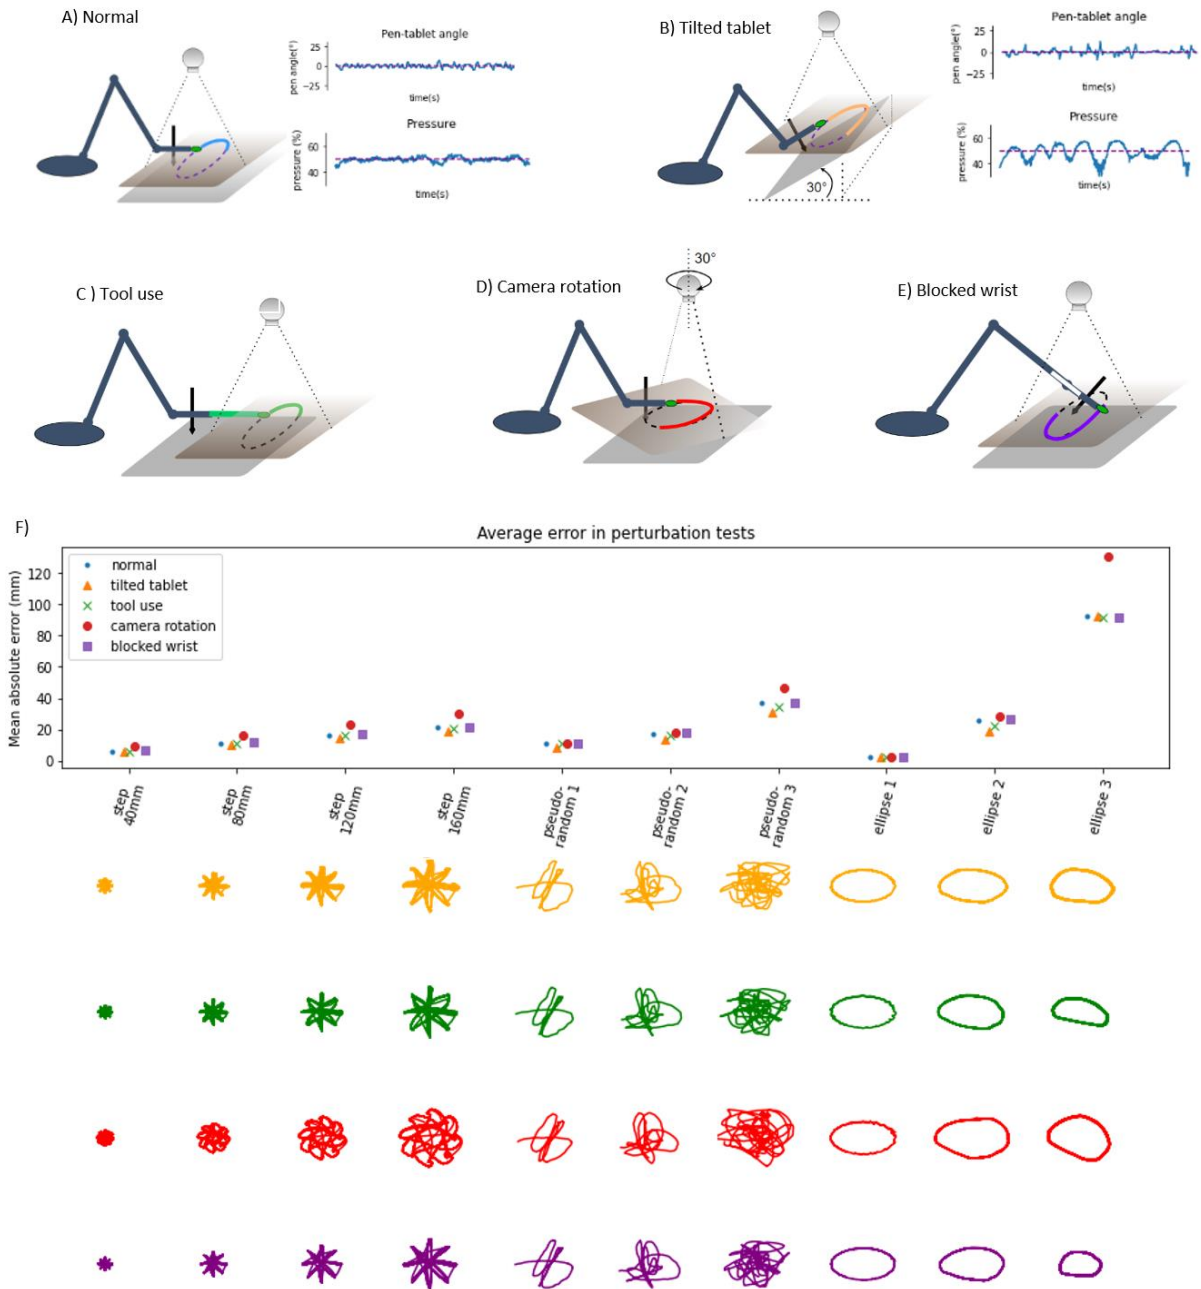 A) Normal
Pen-tablet angle
pen angle(°)
25
0
−25
time(s)
Pressure
pressure (%)
60
40
time(s)
B) Tilted tablet
30°
Pen-tablet angle
pen angle(°)
25
0
−25
time(s)
Pressure
pressure (%)
60
40
time(s)
C ) Tool use
D) Camera rotation
30°
E) Blocked wrist
F)
Average error in perturbation tests
Mean absolute error (mm)
120
100
80
60
40
20
0
normal
tilted tablet
tool use
camera rotation
blocked wrist
step
40mm
step
80mm
step
120mm
step
160mm
pseudo-
random 1
pseudo-
random 2
pseudo-
random 3
ellipse 1
ellipse 2
ellipse 3